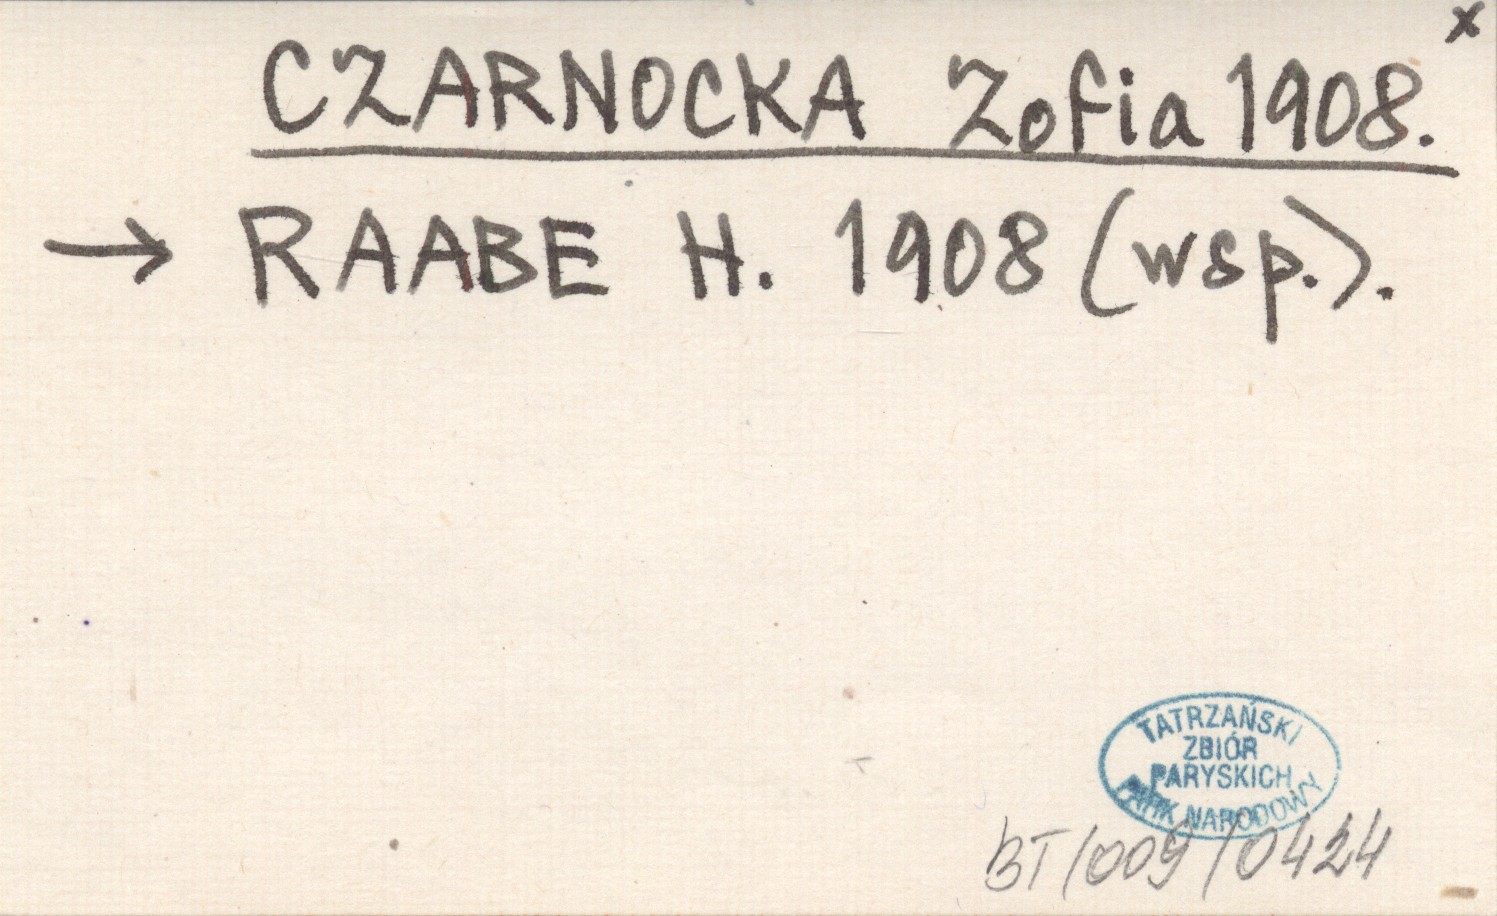 x
CZARNOCKA Zofia 1908.
→ RAABE H. 1908 (wsp.).
TATRZAŃSKI
ZBIÓR
PARYSKICH
PARK NARODOWY
BT/009/0424